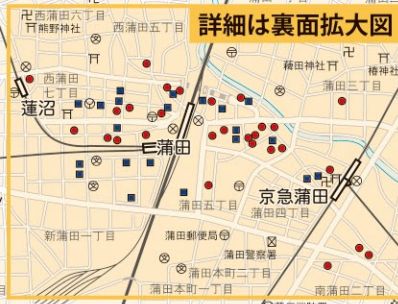 詳細は裏面拡大図
西蒲田六丁目
熊野神社
西蒲田五丁目
稗田神社
椿神社
西蒲田
七丁目
蒲田三丁目
蓮沼
蒲田
京急蒲田
蒲田五丁目
蒲田四丁目
新蒲田一丁目
蒲田郵便局
蒲田警察署
蒲田本町二丁目
蒲田本町一丁目
南蒲田二丁目